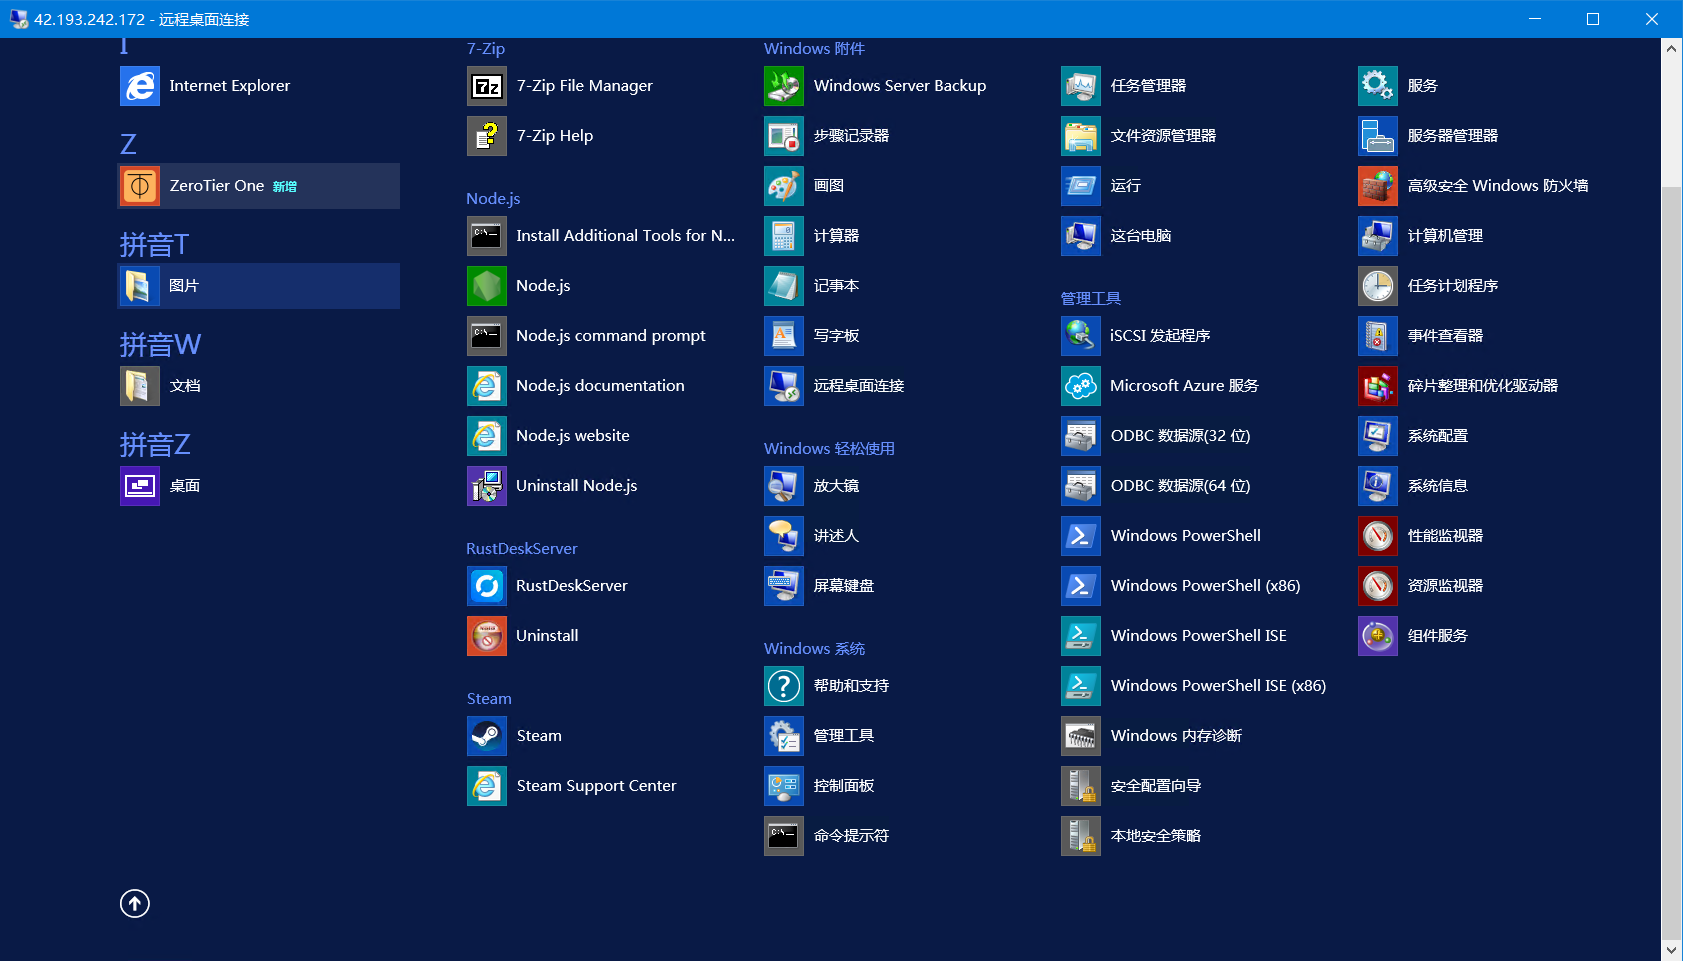 42.193.242.172 - 远程桌面连接
I
Internet Explorer
Z
ZeroTier One 新增
拼音T
图片
拼音W
文档
拼音Z
桌面
7-Zip
7-Zip File Manager
7-Zip Help
Node.js
Install Additional Tools for N...
Node.js
Node.js command prompt
Node.js documentation
Node.js website
Uninstall Node.js
RustDeskServer
RustDeskServer
Uninstall
Steam
Steam
Steam Support Center
Windows 附件
Windows Server Backup
步骤记录器
画图
计算器
记事本
写字板
远程桌面连接
Windows 轻松使用
放大镜
讲述人
屏幕键盘
Windows 系统
帮助和支持
管理工具
控制面板
命令提示符
任务管理器
文件资源管理器
运行
这台电脑
管理工具
iSCSI 发起程序
Microsoft Azure 服务
ODBC 数据源(32 位)
ODBC 数据源(64 位)
Windows PowerShell
Windows PowerShell (x86)
Windows PowerShell ISE
Windows PowerShell ISE (x86)
Windows 内存诊断
安全配置向导
本地安全策略
服务
服务器管理器
高级安全 Windows 防火墙
计算机管理
任务计划程序
事件查看器
碎片整理和优化驱动器
系统配置
系统信息
性能监视器
资源监视器
组件服务